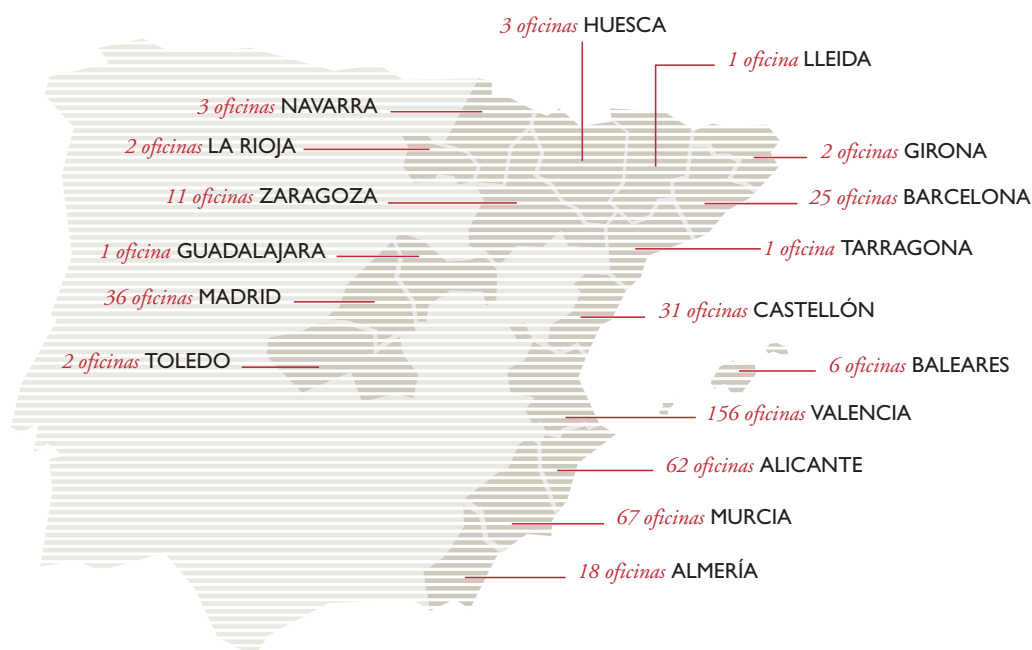 3 oficinas HUESCA
1 oficina LLEIDA
3 oficinas NAVARRA
2 oficinas LA RIOJA
2 oficinas GIRONA
11 oficinas ZARAGOZA
25 oficinas BARCELONA
1 oficina GUADALAJARA
1 oficina TARRAGONA
36 oficinas MADRID
31 oficinas CASTELLÓN
2 oficinas TOLEDO
6 oficinas BALEARES
156 oficinas VALENCIA
62 oficinas ALICANTE
67 oficinas MURCIA
18 oficinas ALMERÍA